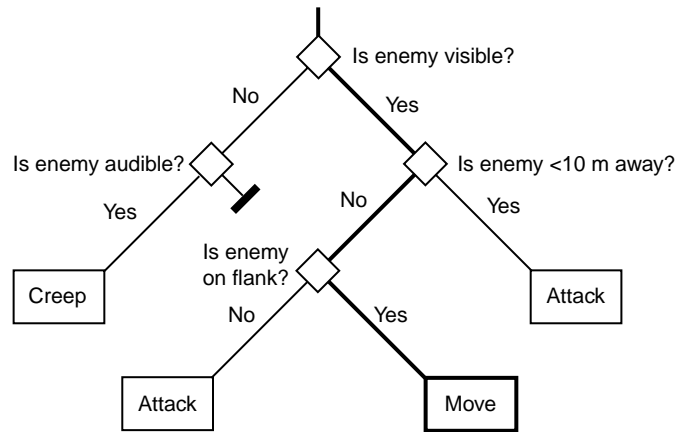 Is enemy visible?
No
Yes
Is enemy audible?
Is enemy <10 m away?
Yes
No
Yes
Is enemy
on flank?
Creep
Attack
No
Yes
Attack
Move